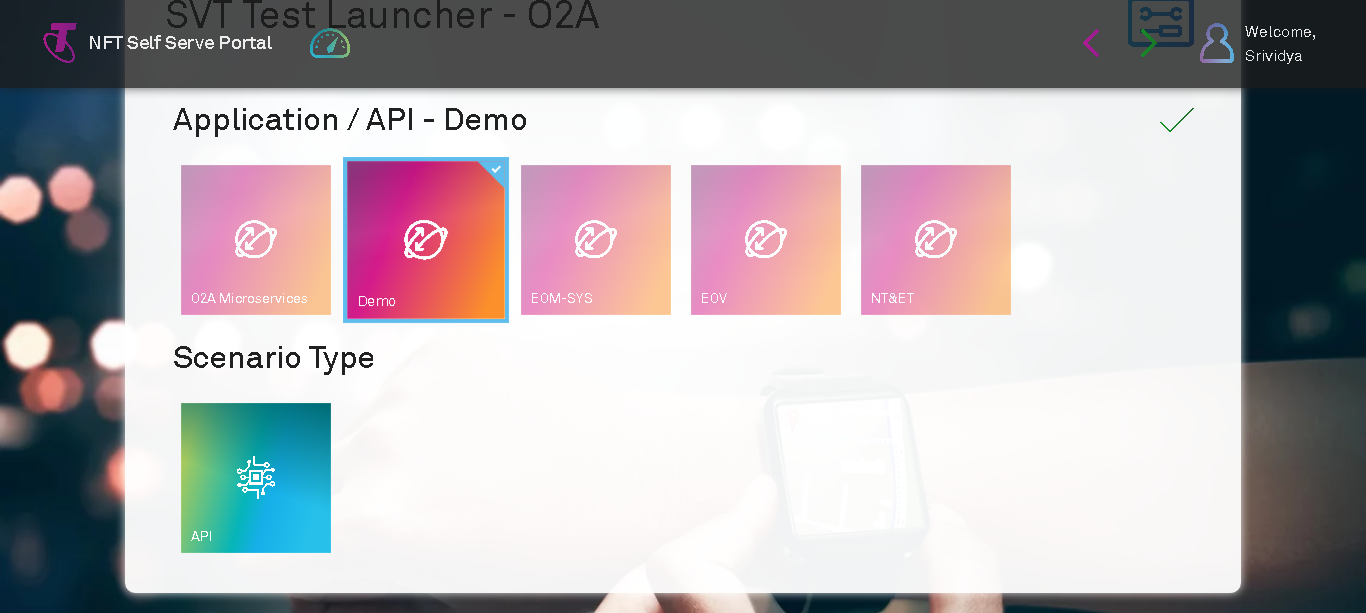 SVT Test Launcher - O2A
NFT Self Serve Portal
Welcome,
Srividya
Application / API - Demo
O2A Microservices
Demo
EOM-SYS
EOV
NT&ET
Scenario Type
API